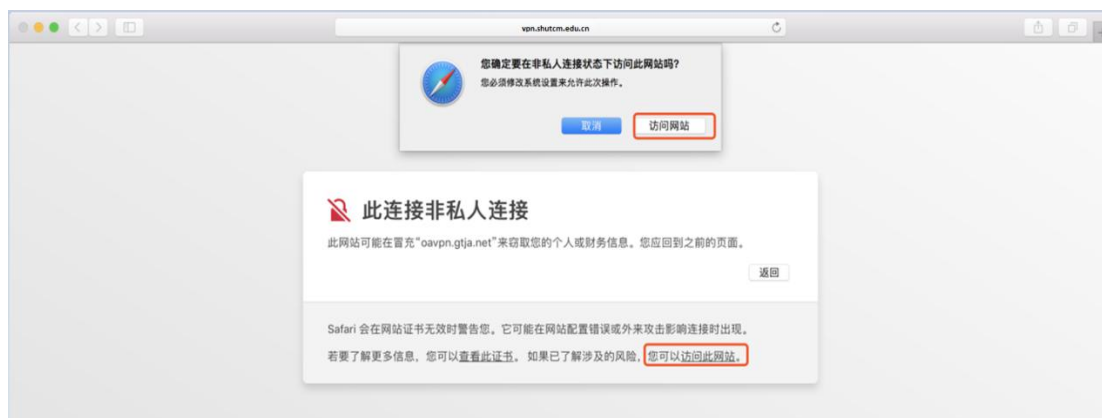 vpn.shutcm.edu.cn
您确定要在非私人连接状态下访问此网站吗?
您必须修改系统设置来允许此次操作。
取消
访问网站
此连接非私人连接
此网站可能在冒充“oavpn.gtja.net”来窃取您的个人或财务信息。您应回到之前的页面。
返回
Safari 会在网站证书无效时警告您。它可能在网站配置错误或外来攻击影响连接时出现。
若要了解更多信息，您可以查看此证书。 如果已了解涉及的风险，您可以访问此网站。